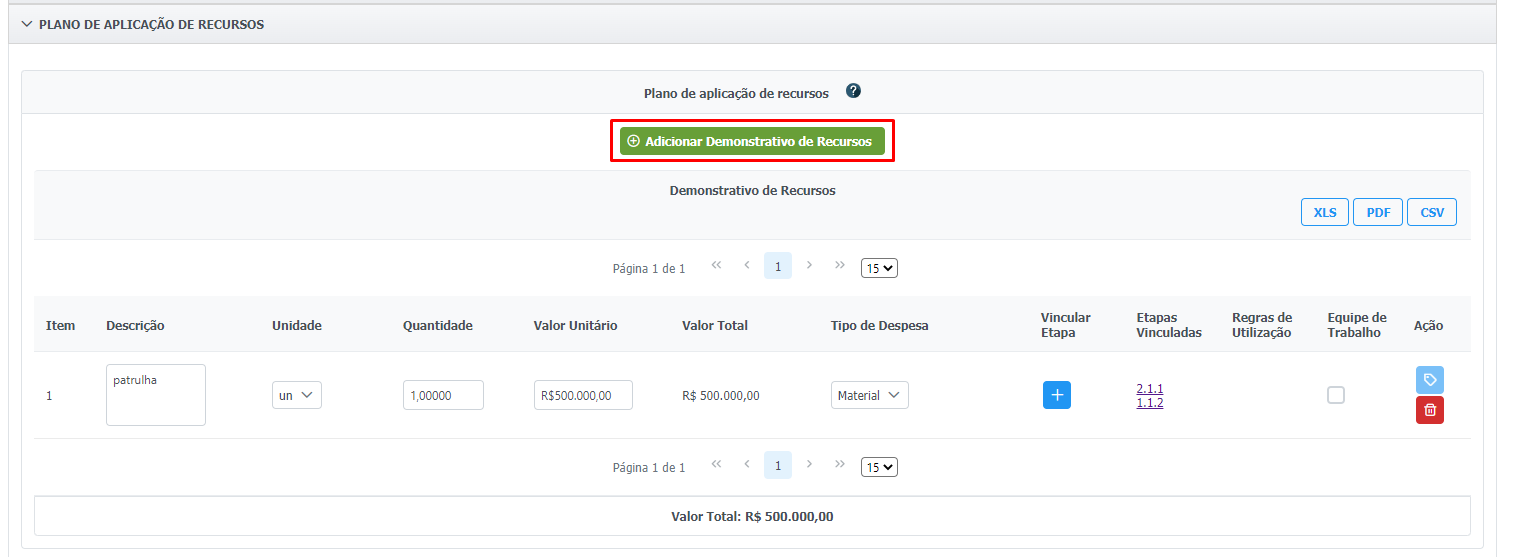 PLANO DE APLICAÇÃO DE RECURSOS
Plano de aplicação de recursos ?
Adicionar Demonstrativo de Recursos
Demonstrativo de Recursos
XLS PDF CSV
Página 1 de 1 1 15
Item Descrição Unidade Quantidade Valor Unitário Valor Total Tipo de Despesa Vincular Etapa Etapas Vinculadas Regras de Utilização Equipe de Trabalho Ação
1 patrulha un 1,00000 R$500.000,00 R$ 500.000,00 Material 2.1.1
1.1.2
Página 1 de 1 1 15
Valor Total: R$ 500.000,00